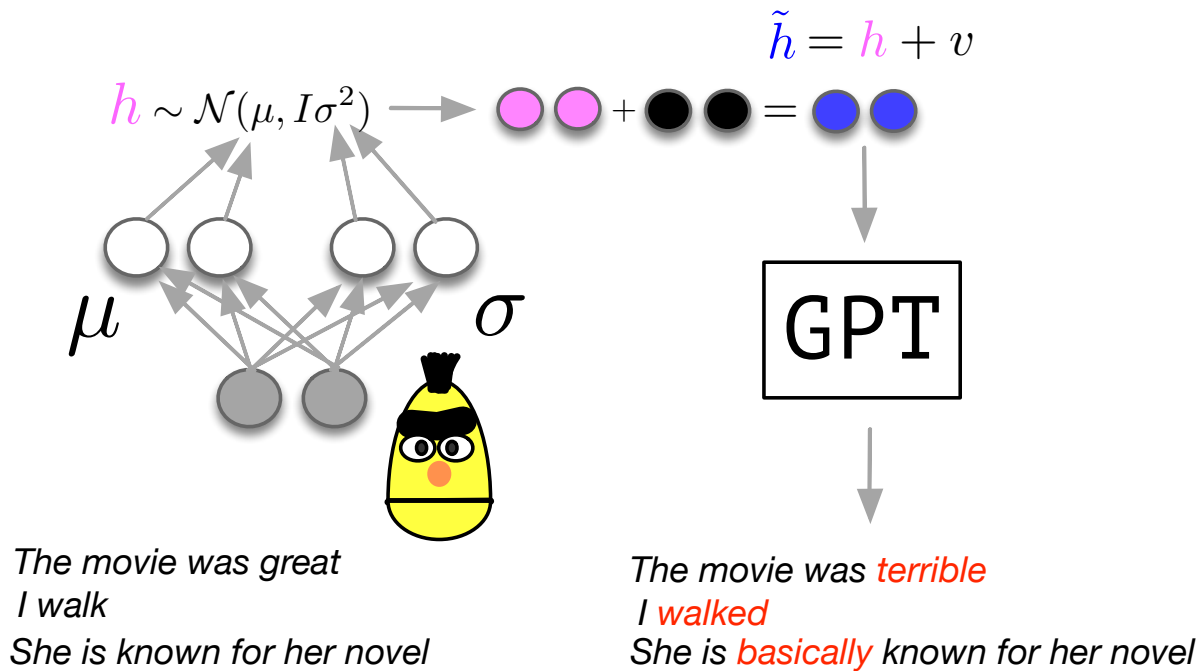 h̃ = h + v
h ∼ 𝒩(μ, Iσ²)
+ =
μ
σ
GPT
The movie was great
I walk
She is known for her novel
The movie was terrible
I walked
She is basically known for her novel